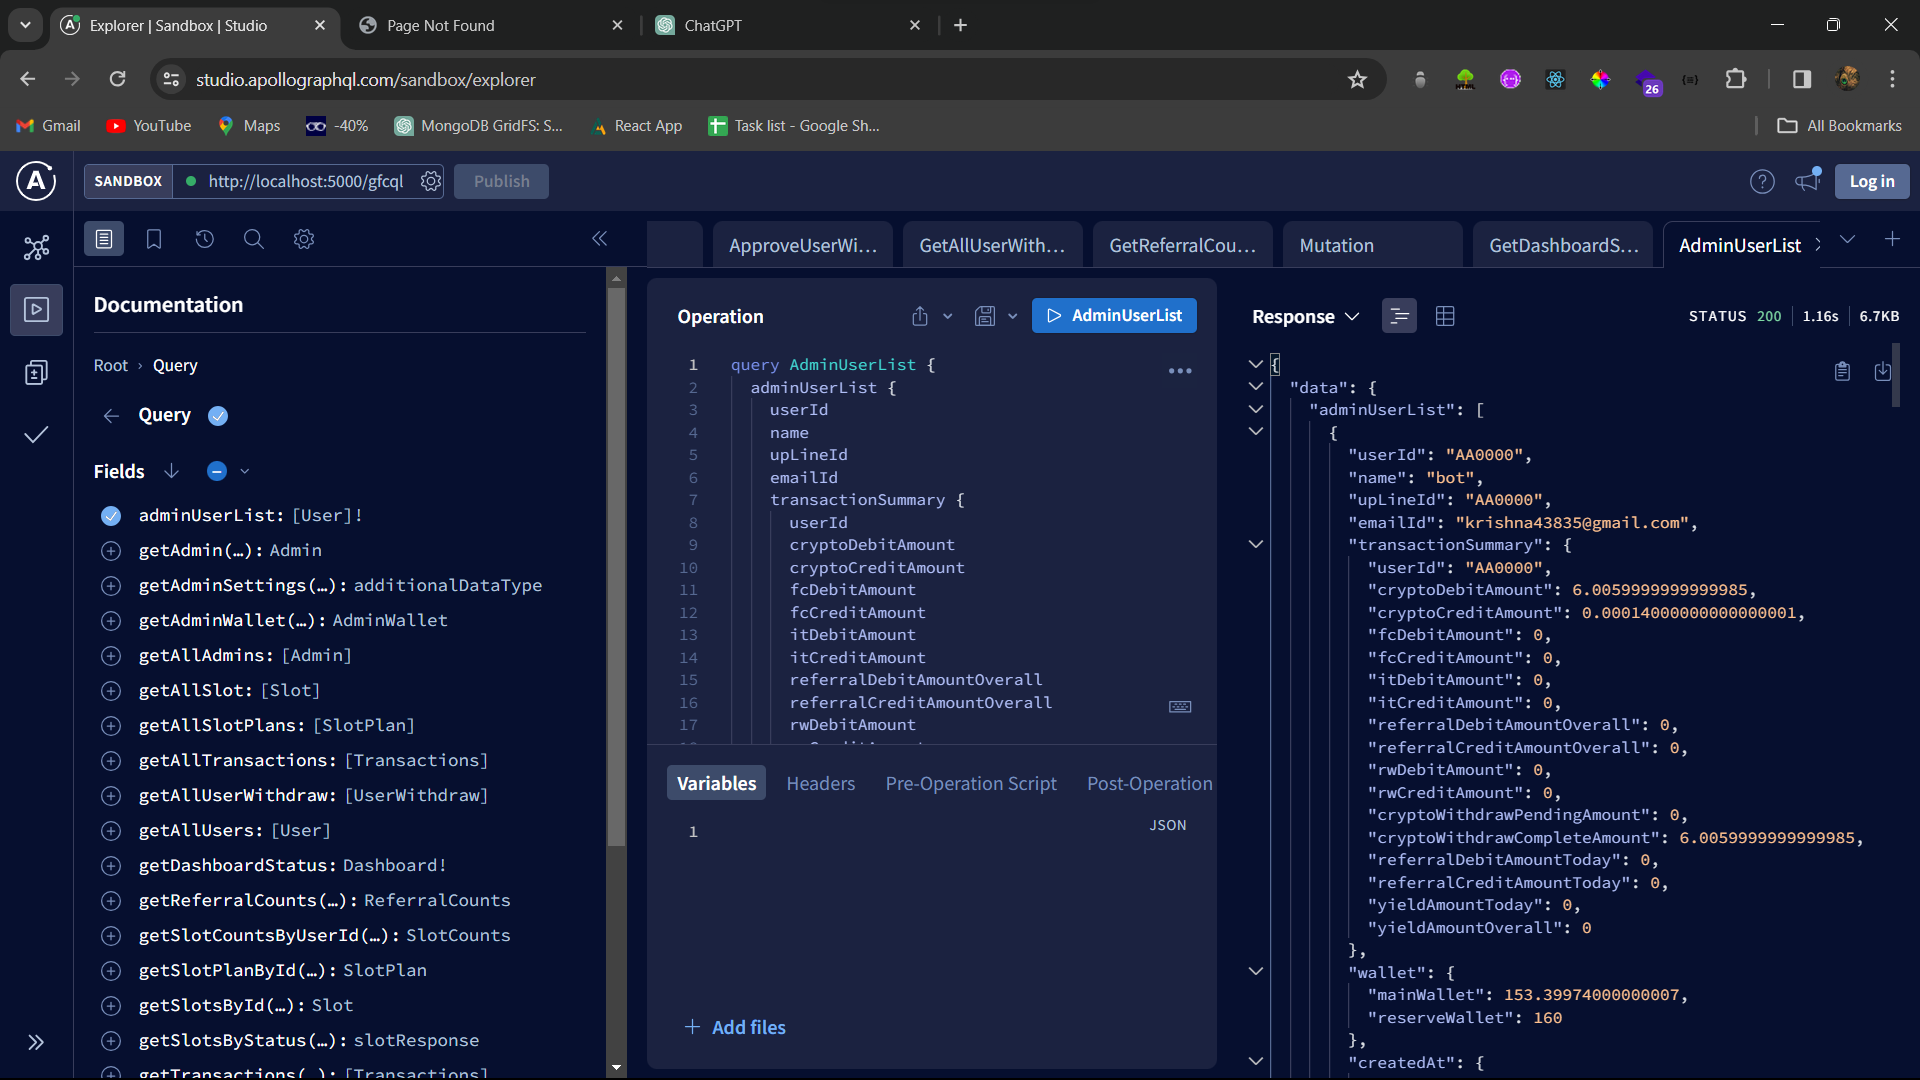 Explorer | Sandbox | Studio
Page Not Found
ChatGPT
studio.apollographql.com/sandbox/explorer
26
Gmail
YouTube
Maps
-40%
MongoDB GridFS: S...
React App
Task list - Google Sh...
All Bookmarks
SANDBOX
http://localhost:5000/gfcql
Publish
Log in
ApproveUserWi...
GetAllUserWith...
GetReferralCou...
Mutation
GetDashboardS...
AdminUserList
Documentation
Root › Query
Query
Fields
adminUserList: [User]!
getAdmin(…): Admin
getAdminSettings(…): additionalDataType
getAdminWallet(…): AdminWallet
getAllAdmins: [Admin]
getAllSlot: [Slot]
getAllSlotPlans: [SlotPlan]
getAllTransactions: [Transactions]
getAllUserWithdraw: [UserWithdraw]
getAllUsers: [User]
getDashboardStatus: Dashboard!
getReferralCounts(…): ReferralCounts
getSlotCountsByUserId(…): SlotCounts
getSlotPlanById(…): SlotPlan
getSlotsById(…): Slot
getSlotsByStatus(…): slotResponse
getTransactions(…): [Transactions]
Operation
AdminUserList
1 query AdminUserList {
2 adminUserList {
3 userId
4 name
5 upLineId
6 emailId
7 transactionSummary {
8 userId
9 cryptoDebitAmount
10 cryptoCreditAmount
11 fcDebitAmount
12 fcCreditAmount
13 itDebitAmount
14 itCreditAmount
15 referralDebitAmountOverall
16 referralCreditAmountOverall
17 rwDebitAmount
Variables
Headers
Pre-Operation Script
Post-Operation
1
JSON
Add files
Response
STATUS 200
1.16s
6.7KB
{
"data": {
"adminUserList": [
{
"userId": "AA0000",
"name": "bot",
"upLineId": "AA0000",
"emailId": "krishna43835@gmail.com",
"transactionSummary": {
"userId": "AA0000",
"cryptoDebitAmount": 6.0059999999999985,
"cryptoCreditAmount": 0.00014000000000000001,
"fcDebitAmount": 0,
"fcCreditAmount": 0,
"itDebitAmount": 0,
"itCreditAmount": 0,
"referralDebitAmountOverall": 0,
"referralCreditAmountOverall": 0,
"rwDebitAmount": 0,
"rwCreditAmount": 0,
"cryptoWithdrawPendingAmount": 0,
"cryptoWithdrawCompleteAmount": 6.0059999999999985,
"referralDebitAmountToday": 0,
"referralCreditAmountToday": 0,
"yieldAmountToday": 0,
"yieldAmountOverall": 0
},
"wallet": {
"mainWallet": 153.39974000000007,
"reserveWallet": 160
},
"createdAt": {